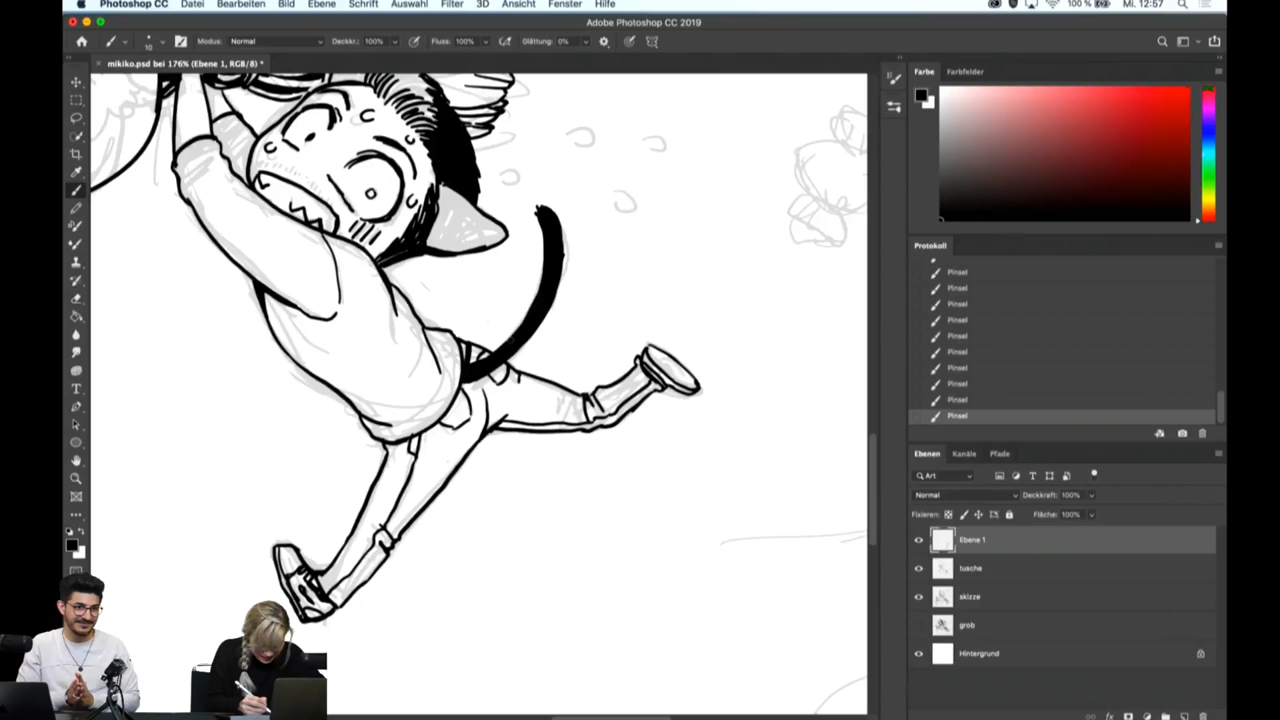 Photoshop CC Datei Bearbeiten Bild Ebene Schrift Auswahl Filter 3D Ansicht Fenster Hilfe 100 % Mi. 12:57
Adobe Photoshop CC 2019
10 Modus: Normal Deckkr.: 100% Fluss: 100% Glättung: 0%
mikiko.psd bei 176% (Ebene 1, RGB/8) *
Farbe Farbfelder
Protokoll
Pinsel
Pinsel
Pinsel
Pinsel
Pinsel
Pinsel
Pinsel
Pinsel
Pinsel
Pinsel
Ebenen Kanäle Pfade
Art
Normal Deckkraft: 100%
Fixieren: Fläche: 100%
Ebene 1
tusche
skizze
grob
Hintergrund